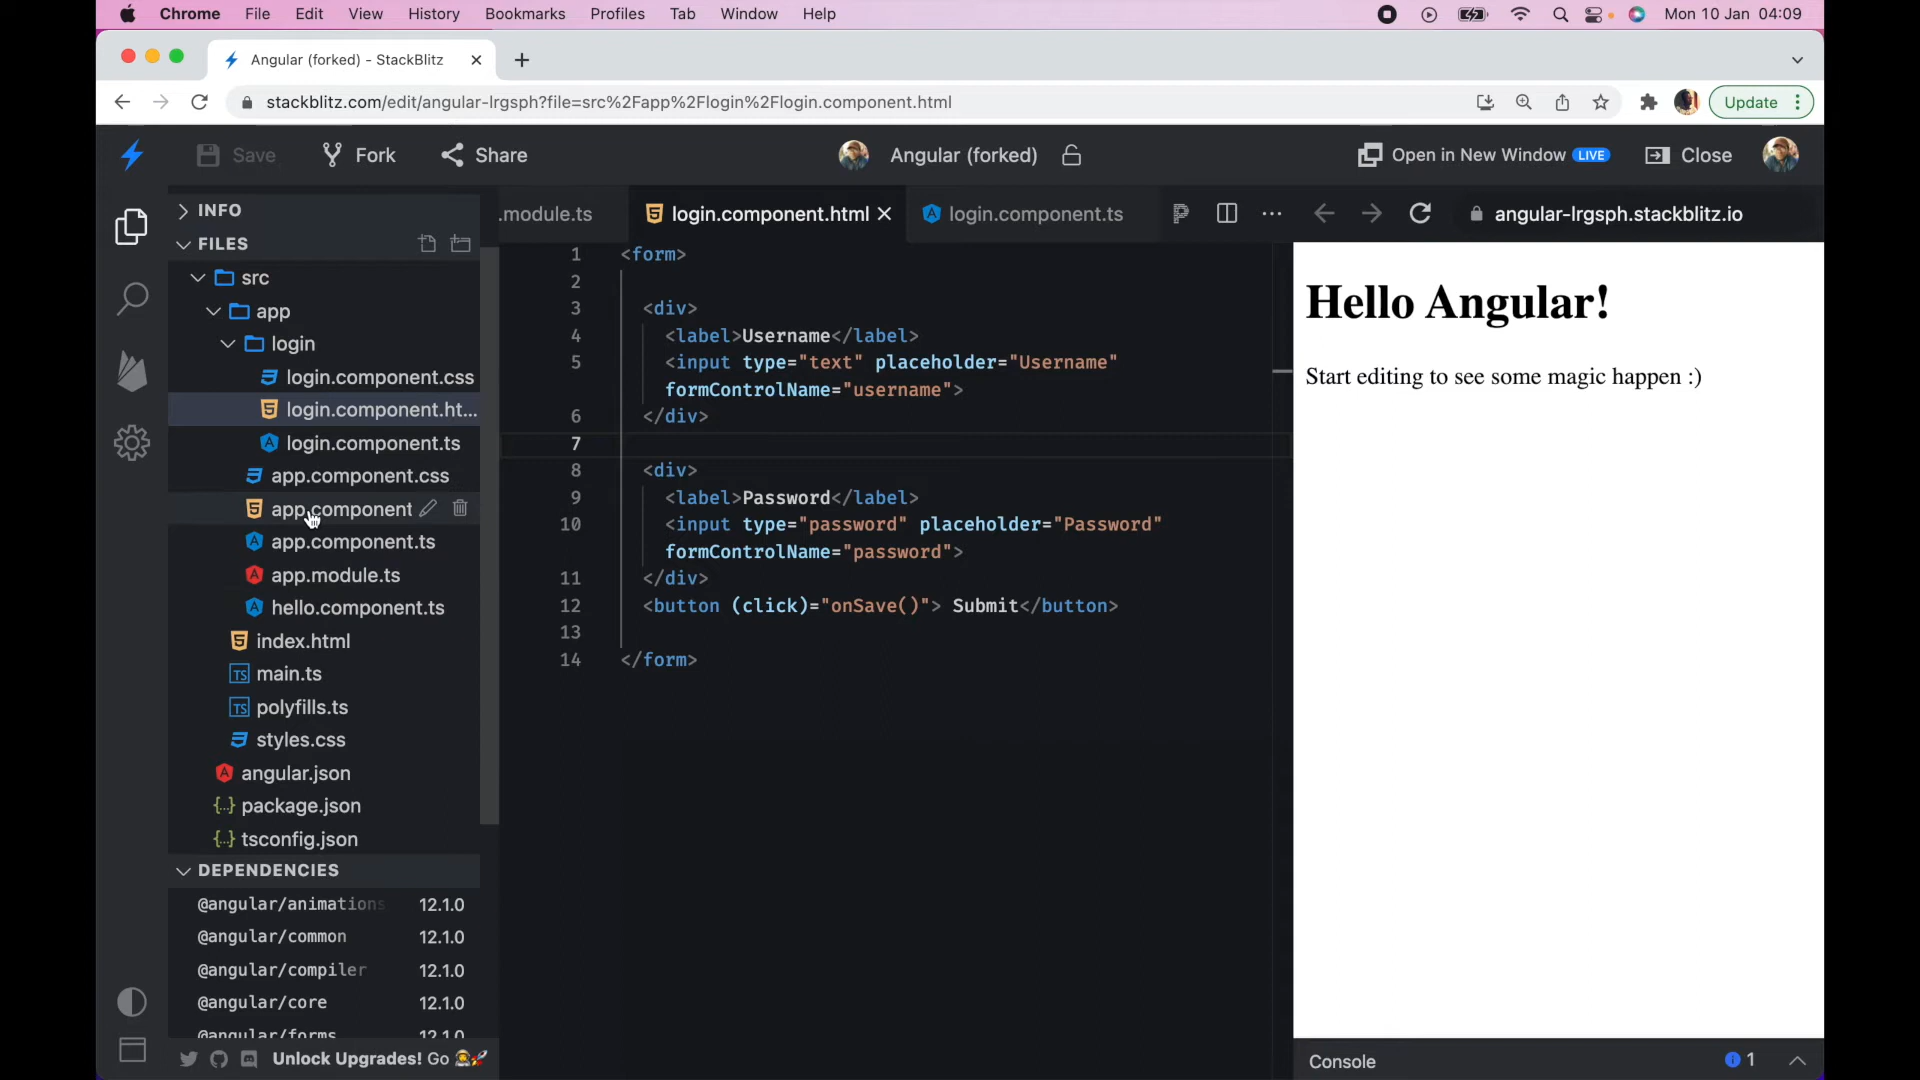 Chrome File Edit View History Bookmarks Profiles Tab Window Help Mon 10 Jan 04:09
Angular (forked) - StackBlitz
stackblitz.com/edit/angular-lrgsph?file=src%2Fapp%2Flogin%2Flogin.component.html Update
Save Fork Share Angular (forked) Open in New Window LIVE Close
INFO
FILES
src
app
login
login.component.css
login.component.ht...
login.component.ts
app.component.css
app.component
app.component.ts
app.module.ts
hello.component.ts
index.html
main.ts
polyfills.ts
styles.css
angular.json
package.json
tsconfig.json
DEPENDENCIES
@angular/animations 12.1.0
@angular/common 12.1.0
@angular/compiler 12.1.0
@angular/core 12.1.0
@angular/forms 12.1.0
Unlock Upgrades! Go
.module.ts login.component.html login.component.ts
1 <form>
2
3 <div>
4 <label>Username</label>
5 <input type="text" placeholder="Username"
formControlName="username">
6 </div>
7
8 <div>
9 <label>Password</label>
10 <input type="password" placeholder="Password"
formControlName="password">
11 </div>
12 <button (click)="onSave()"> Submit</button>
13
14 </form>
angular-lrgsph.stackblitz.io
Hello Angular!
Start editing to see some magic happen :)
Console 1